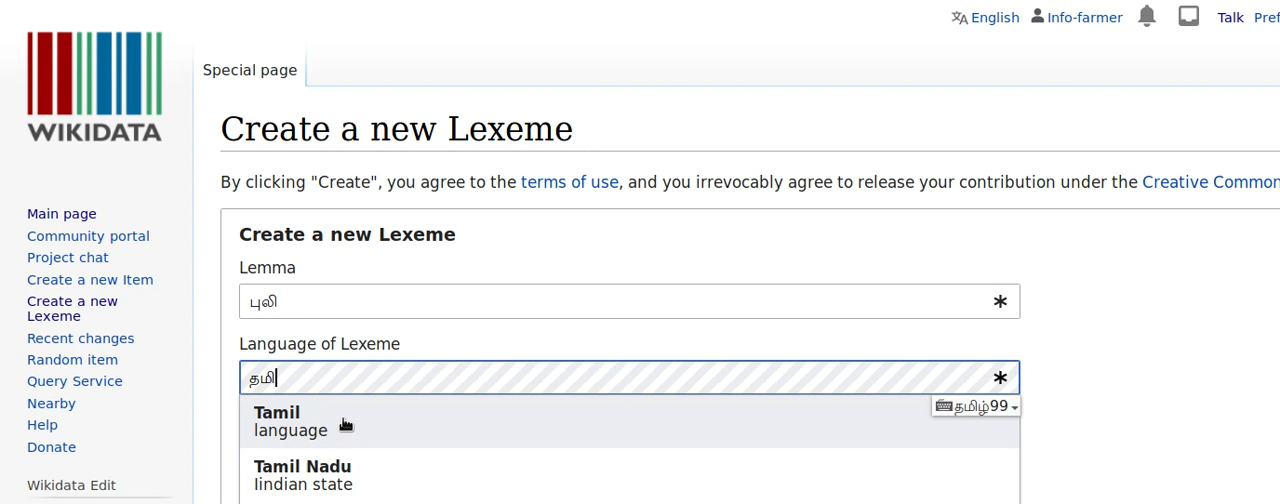 English Info-farmer Talk
WIKIDATA
Special page
Create a new Lexeme
By clicking "Create", you agree to the terms of use, and you irrevocably agree to release your contribution under the Creative Common
Main page
Community portal
Project chat
Create a new Item
Create a new
Lexeme
Recent changes
Random item
Query Service
Nearby
Help
Donate
Wikidata Edit
Create a new Lexeme
Lemma
புலி
Language of Lexeme
தமி
தமிழ்99
Tamil
language
Tamil Nadu
Iindian state